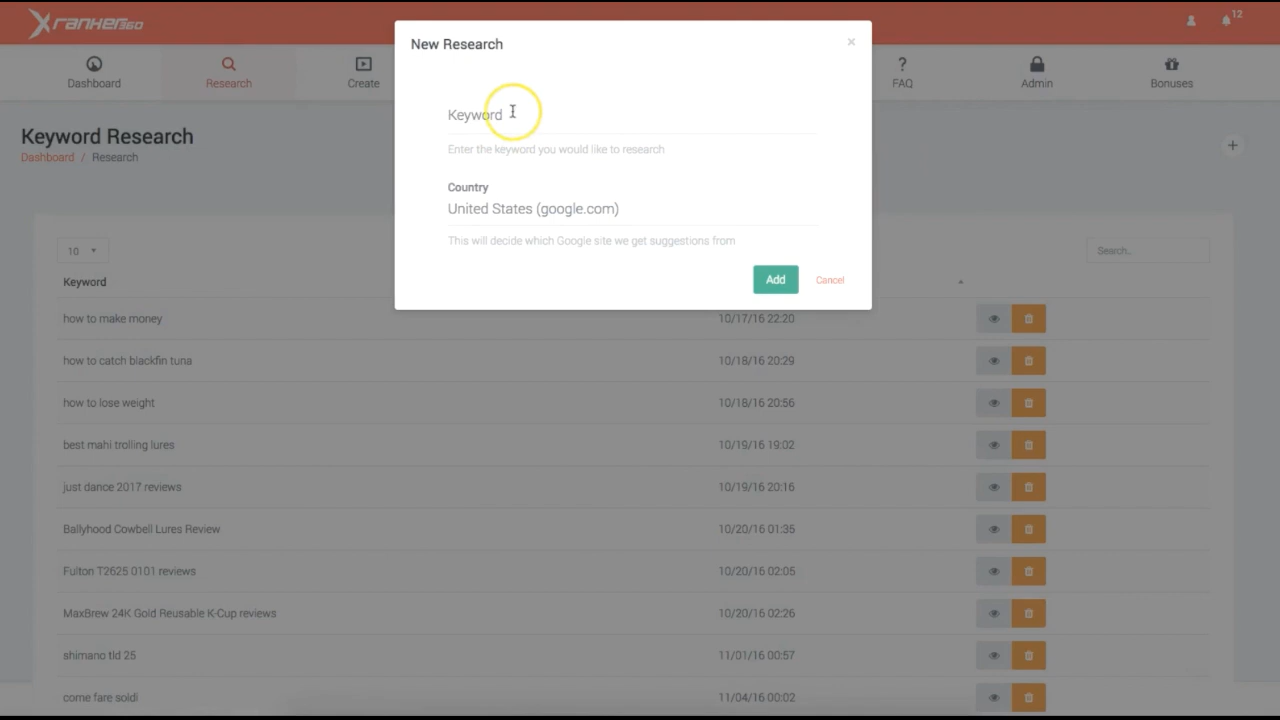 Xranker360
12
New Research
×
Dashboard
Research
Create
?
FAQ
Admin
Bonuses
Keyword
Enter the keyword you would like to research
Keyword Research
Dashboard / Research
+
Country
United States (google.com)
This will decide which Google site we get suggestions from
10
Search..
Add
Cancel
Keyword
how to make money 10/17/16 22:20
how to catch blackfin tuna 10/18/16 20:29
how to lose weight 10/18/16 20:56
best mahi trolling lures 10/19/16 19:02
just dance 2017 reviews 10/19/16 20:16
Ballyhood Cowbell Lures Review 10/20/16 01:35
Fulton T2625 0101 reviews 10/20/16 02:05
MaxBrew 24K Gold Reusable K-Cup reviews 10/20/16 02:26
shimano tld 25 11/01/16 00:57
come fare soldi 11/04/16 00:02